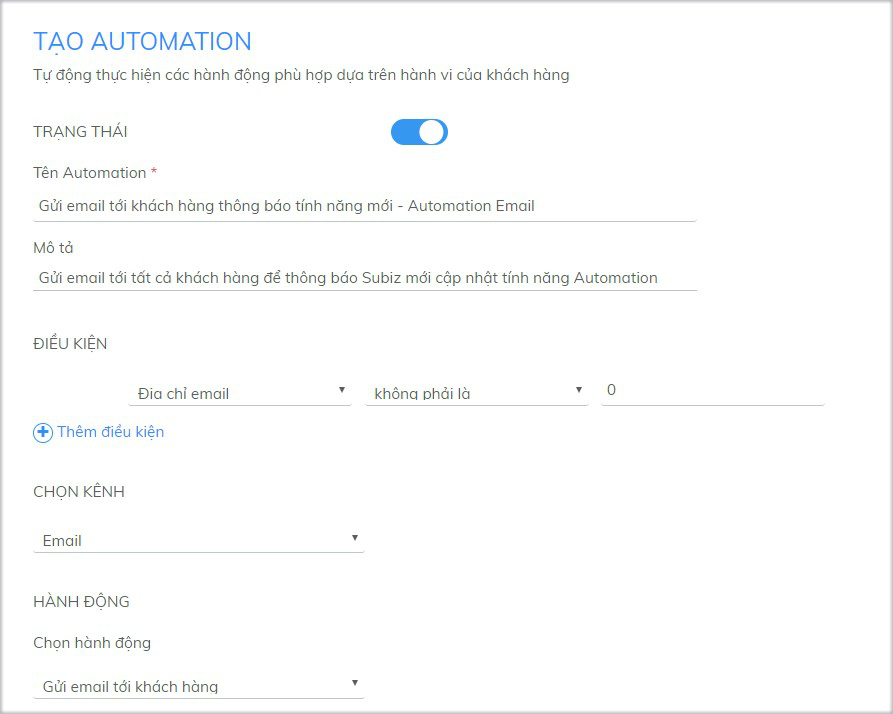 TẠO AUTOMATION
Tự động thực hiện các hành động phù hợp dựa trên hành vi của khách hàng
TRẠNG THÁI
Tên Automation *
Gửi email tới khách hàng thông báo tính năng mới - Automation Email
Mô tả
Gửi email tới tất cả khách hàng để thông báo Subiz mới cập nhật tính năng Automation
ĐIỀU KIỆN
Địa chỉ email không phải là 0
Thêm điều kiện
CHỌN KÊNH
Email
HÀNH ĐỘNG
Chọn hành động
Gửi email tới khách hàng